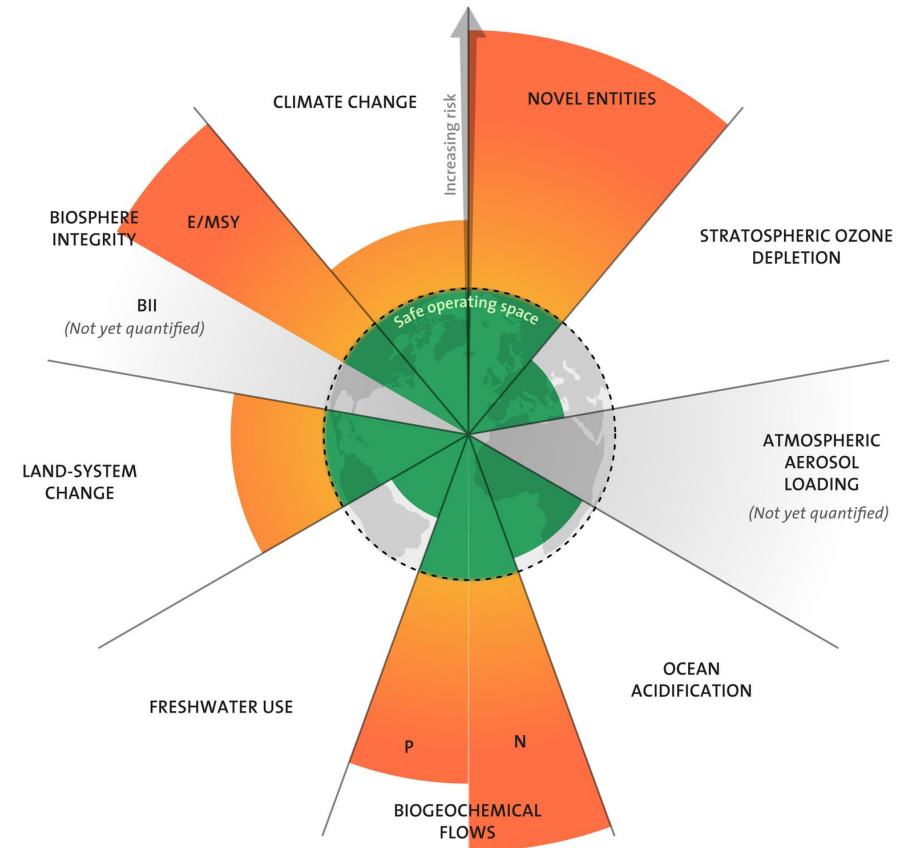 CLIMATE CHANGE
Increasing risk
NOVEL ENTITIES
BIOSPHERE
INTEGRITY
E/MSY
STRATOSPHERIC OZONE
DEPLETION
BII
(Not yet quantified)
Safe operating space
ATMOSPHERIC
AEROSOL
LOADING
(Not yet quantified)
LAND-SYSTEM
CHANGE
OCEAN
ACIDIFICATION
FRESHWATER USE
P
N
BIOGEOCHEMICAL
FLOWS